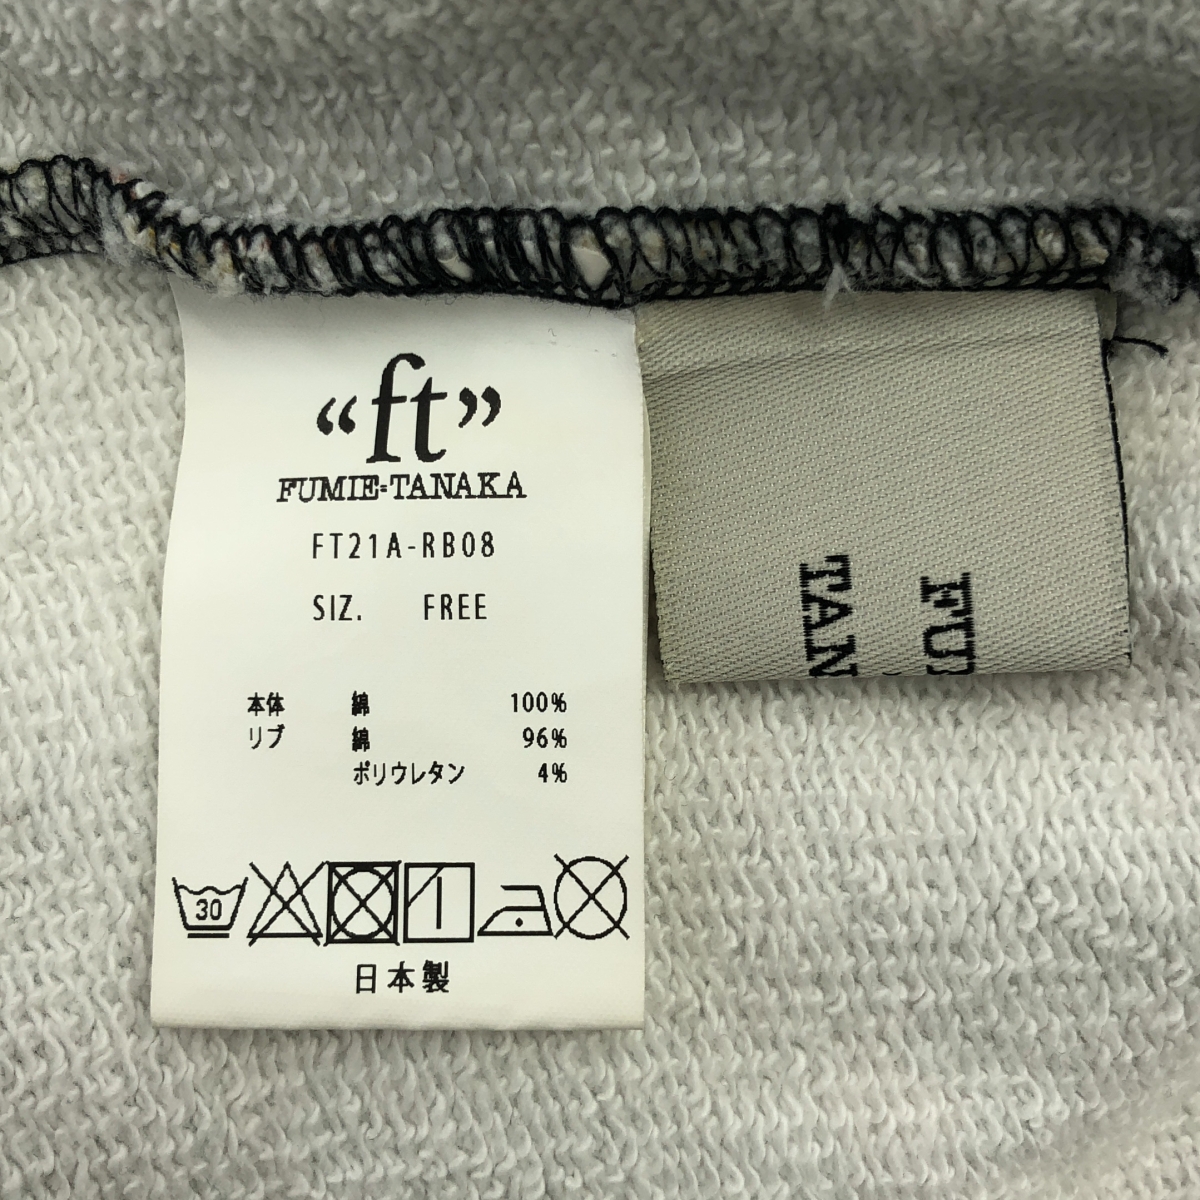 “ft”
FUMIE=TANAKA
FT21A-RB08
SIZ. FREE
本体 綿 100%
リブ 綿 96%
ポリウレタン 4%
30
日本製
FUM
TAN